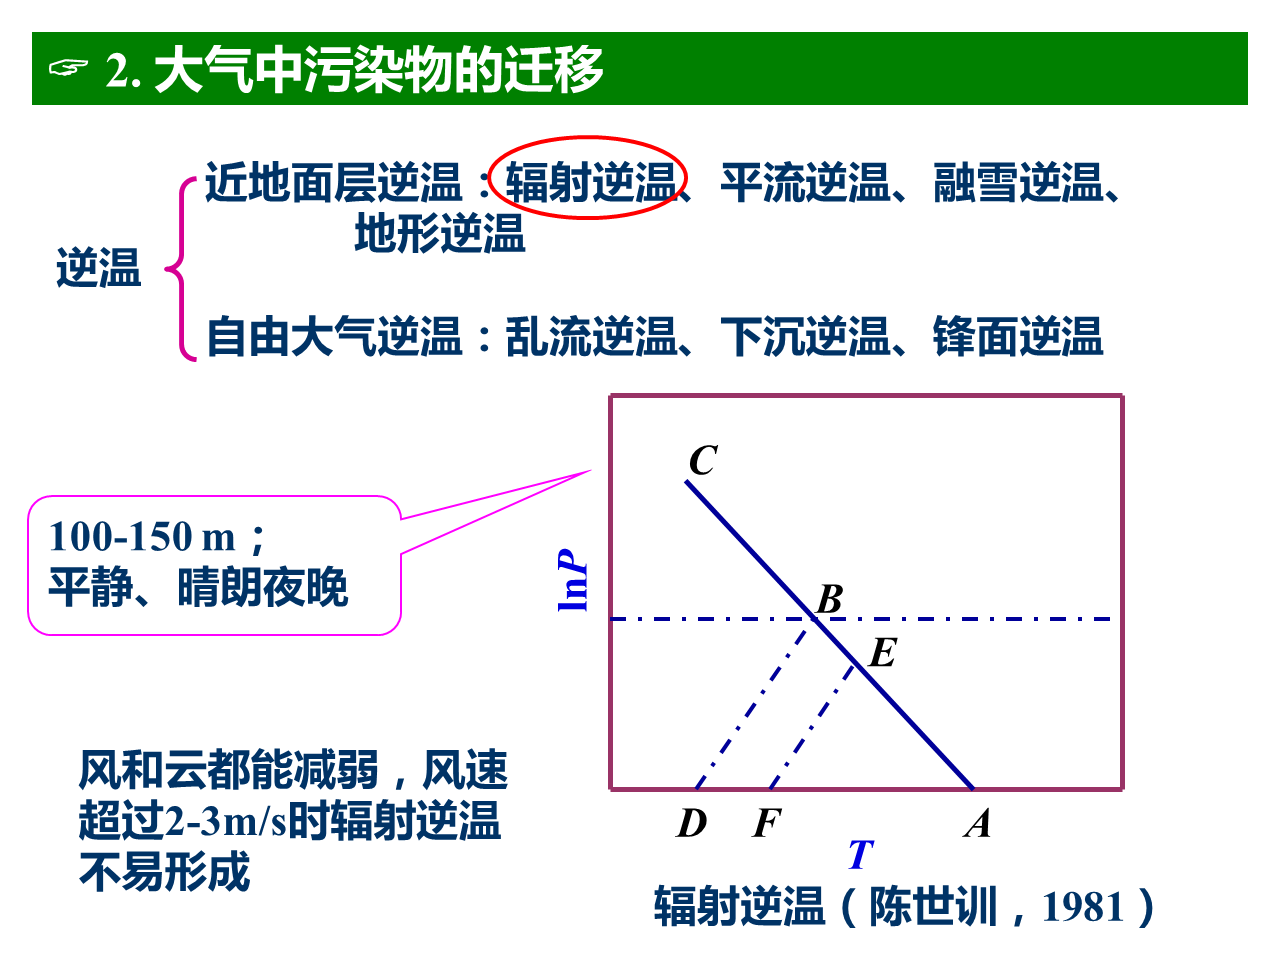 ☞ 2. 大气中污染物的迁移
近地面层逆温：辐射逆温、平流逆温、融雪逆温、
地形逆温
逆温
自由大气逆温：乱流逆温、下沉逆温、锋面逆温
C
100-150 m；
平静、晴朗夜晚
lnP
B
E
风和云都能减弱，风速
超过2-3m/s时辐射逆温
不易形成
D F A
T
辐射逆温（陈世训，1981）